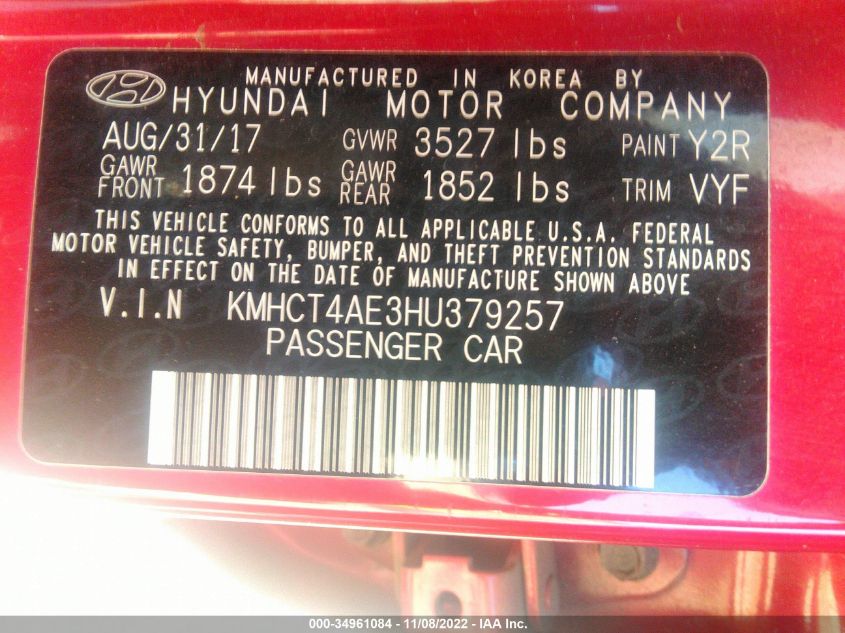 MANUFACTURED IN KOREA BY
HYUNDAI MOTOR COMPANY
AUG/31/17 GVWR 3527 lbs PAINT Y2R
GAWR FRONT 1874 lbs GAWR REAR 1852 lbs TRIM VYF
THIS VEHICLE CONFORMS TO ALL APPLICABLE U.S.A. FEDERAL
MOTOR VEHICLE SAFETY, BUMPER, AND THEFT PREVENTION STANDARDS
IN EFFECT ON THE DATE OF MANUFACTURE SHOWN ABOVE.
V.I.N KMHCT4AE3HU379257
PASSENGER CAR
000-34961084 - 11/08/2022 - IAA Inc.